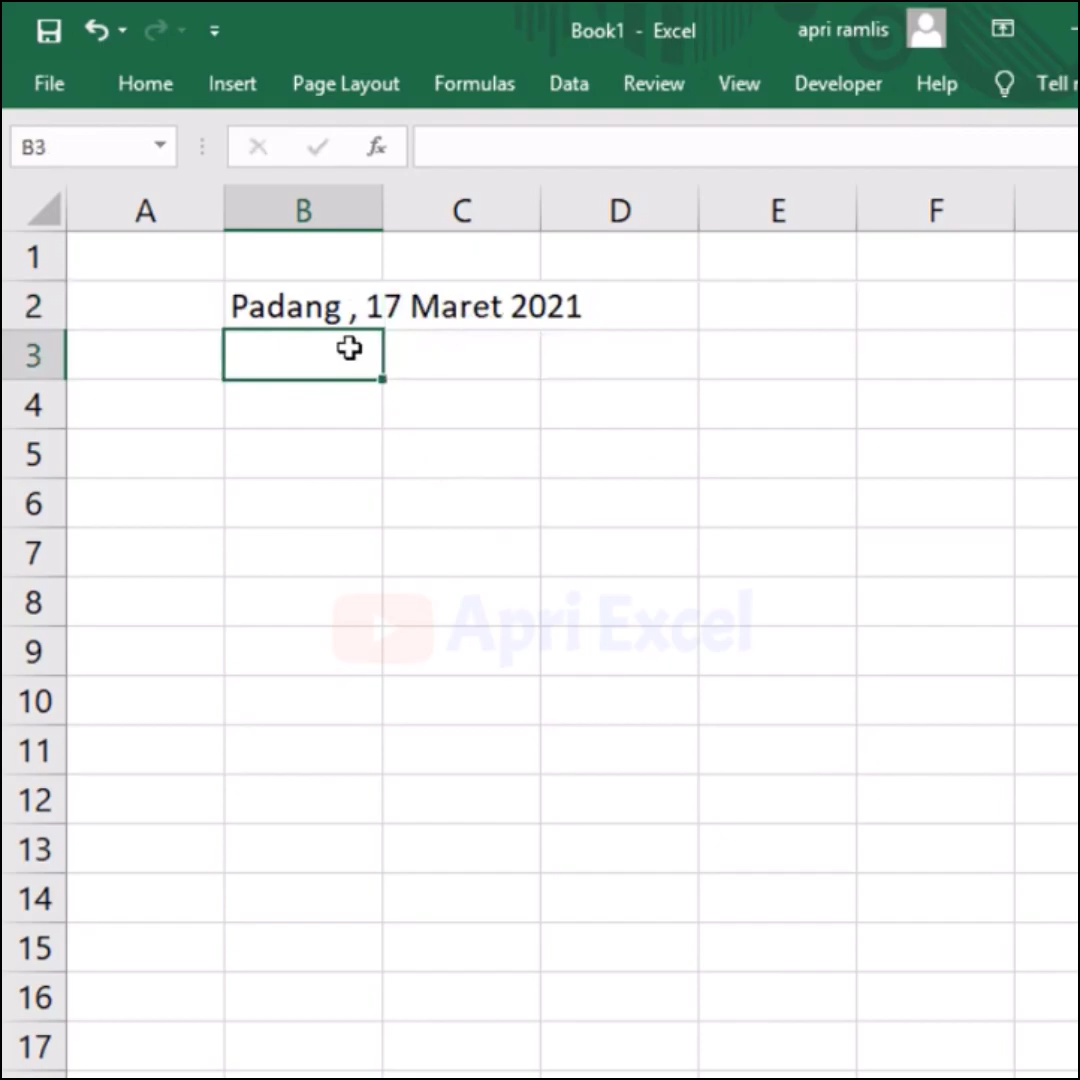 Book1 - Excel apri ramlis
File Home Insert Page Layout Formulas Data Review View Developer Help Tell
B3 fx
A B C D E F
1
2 Padang , 17 Maret 2021
3
4
5
6
7
8
Apri Excel
9
10
11
12
13
14
15
16
17